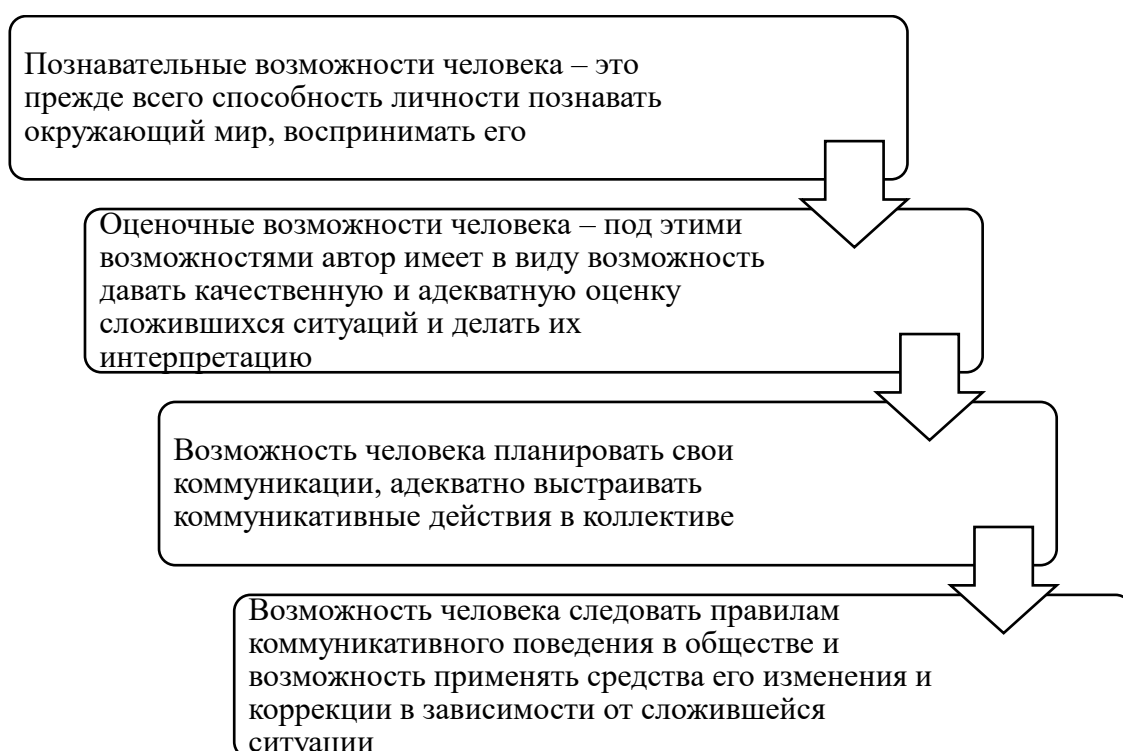 Познавательные возможности человека – это
прежде всего способность личности познавать
окружающий мир, воспринимать его
Оценочные возможности человека – под этими
возможностями автор имеет в виду возможность
давать качественную и адекватную оценку
сложившихся ситуаций и делать их
интерпретацию
Возможность человека планировать свои
коммуникации, адекватно выстраивать
коммуникативные действия в коллективе
Возможность человека следовать правилам
коммуникативного поведения в обществе и
возможность применять средства его изменения и
коррекции в зависимости от сложившейся
ситуации